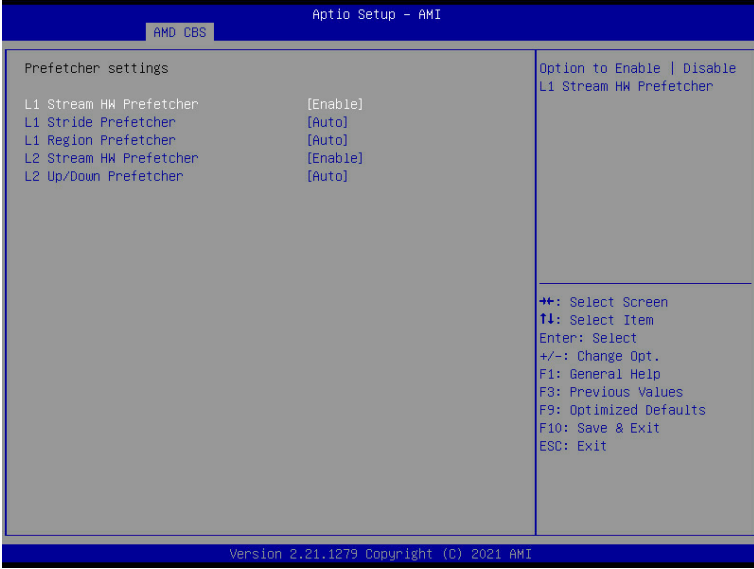 Aptio Setup – AMI
AMD CBS
Prefetcher settings
L1 Stream HW Prefetcher [Enable]
L1 Stride Prefetcher [Auto]
L1 Region Prefetcher [Auto]
L2 Stream HW Prefetcher [Enable]
L2 Up/Down Prefetcher [Auto]
Option to Enable | Disable
L1 Stream HW Prefetcher
→←: Select Screen
↑↓: Select Item
Enter: Select
+/-: Change Opt.
F1: General Help
F3: Previous Values
F9: Optimized Defaults
F10: Save & Exit
ESC: Exit
Version 2.21.1279 Copyright (C) 2021 AMI